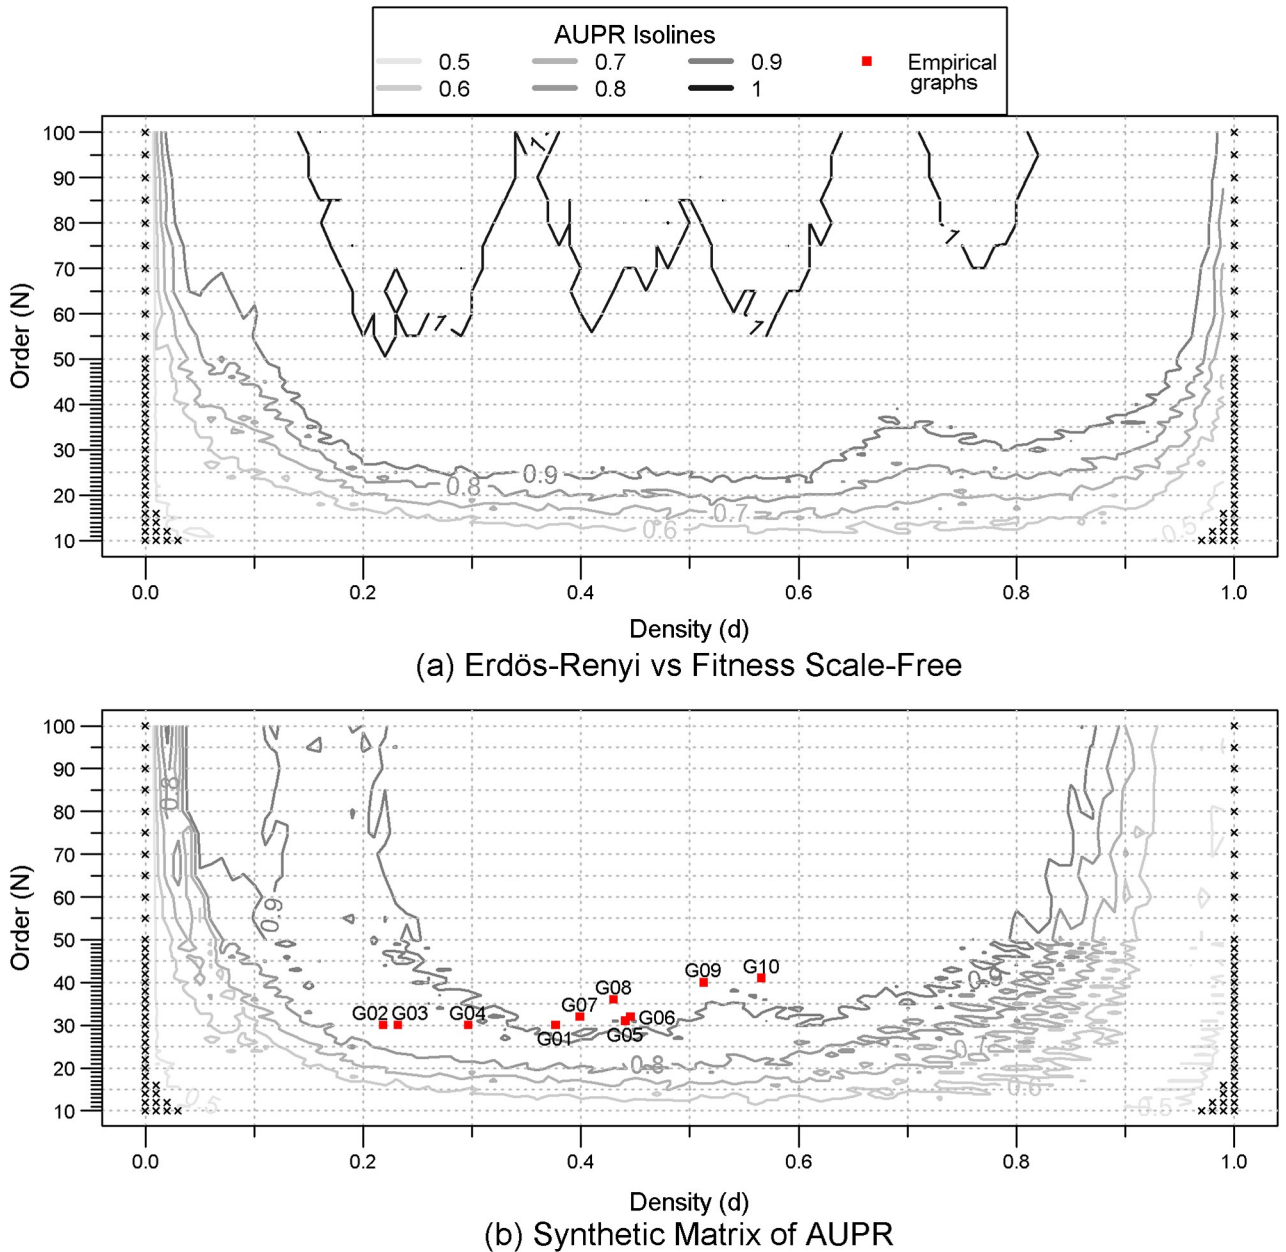 AUPR Isolines
0.5 0.7 0.9 Empirical
0.6 0.8 1 graphs
100
90
80
70
60
50
40
30
20
10
Order (N)
1
1
1
1
0.9
0.8
0.7
0.6
0.5
0.0 0.2 0.4 0.6 0.8 1.0
Density (d)
(a) Erdös-Renyi vs Fitness Scale-Free
100
90
80
70
60
50
40
30
20
10
Order (N)
0.8
0.9
G10
G09
0.9
G08
G07
G02 G03 G04 G06
G01 G05
0.7
0.8
0.6
0.5 0.5
0.0 0.2 0.4 0.6 0.8 1.0
Density (d)
(b) Synthetic Matrix of AUPR